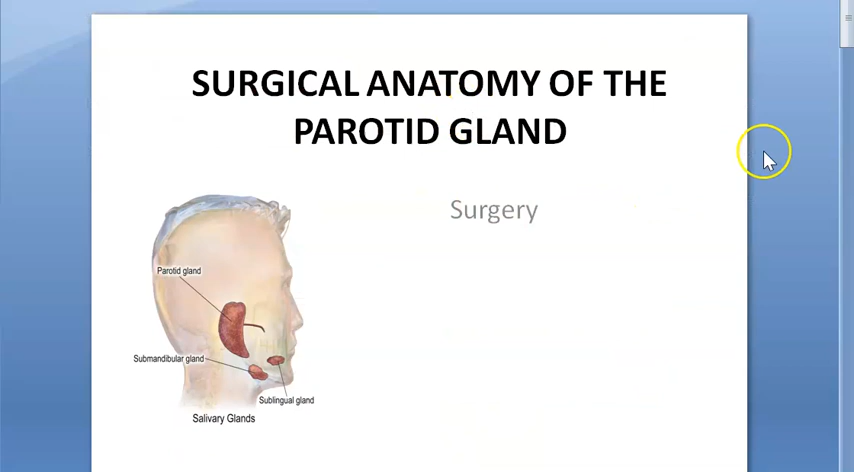 SURGICAL ANATOMY OF THE
PAROTID GLAND
Surgery
Parotid gland
Submandibular gland
Sublingual gland
Salivary Glands